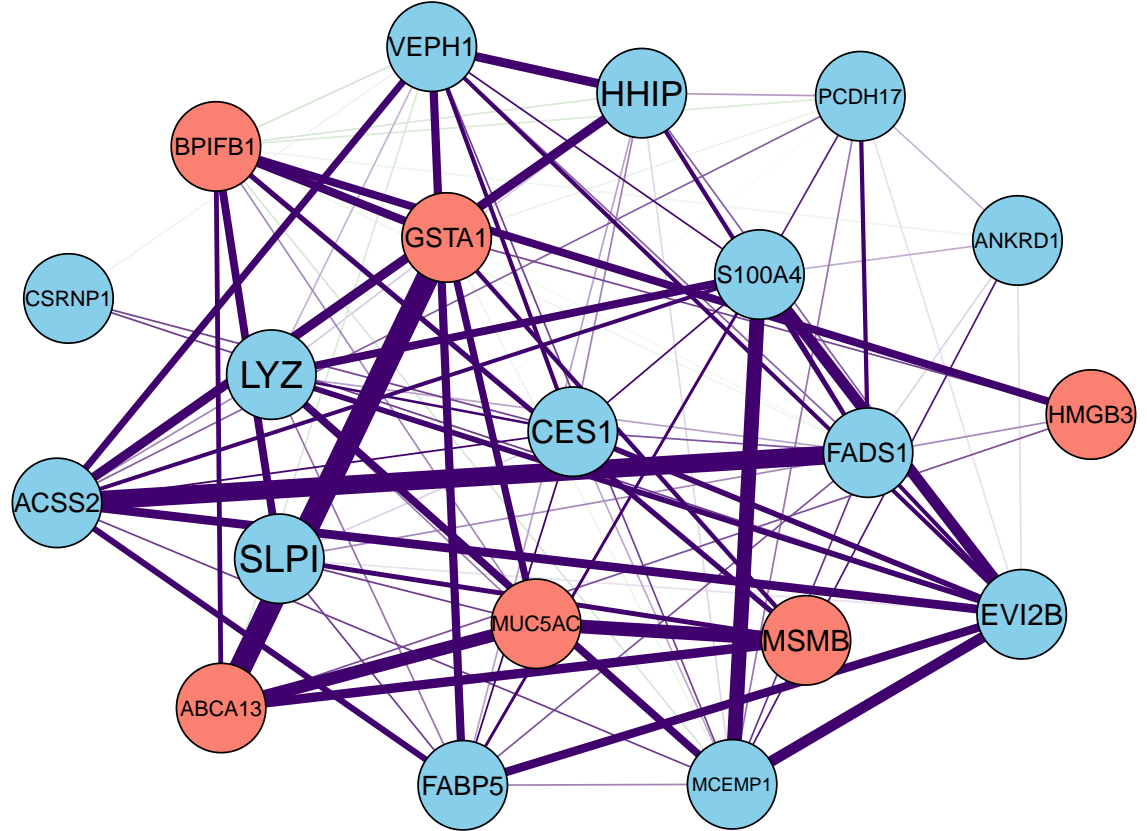 VEPH1
HHIP
PCDH17
BPIFB1
GSTA1
ANKRD1
S100A4
CSRNP1
LYZ
HMGB3
CES1
FADS1
ACSS2
SLPI
EVI2B
MUC5AC
MSMB
ABCA13
FABP5
MCEMP1